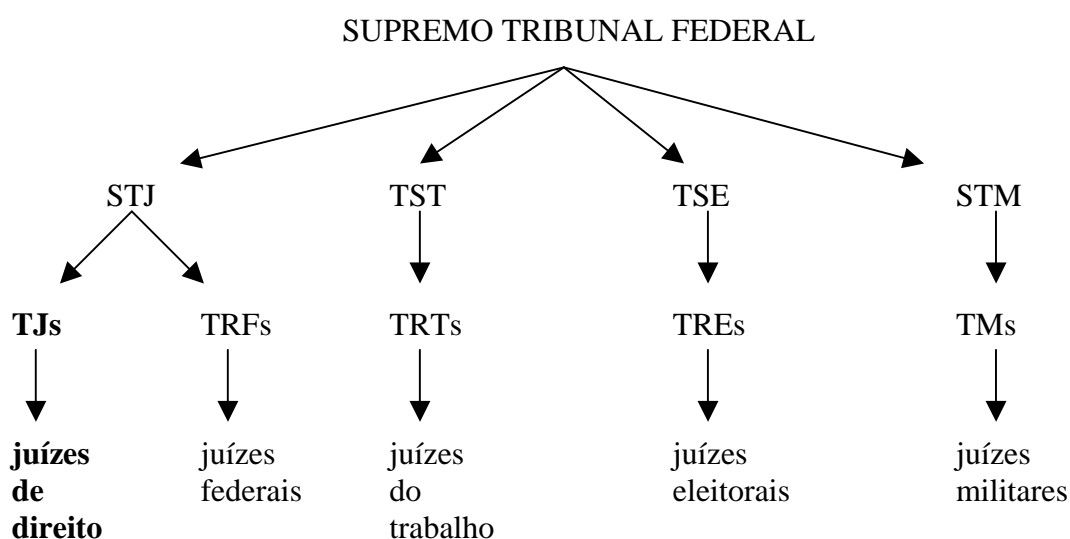 SUPREMO TRIBUNAL FEDERAL
STJ TST TSE STM
TJs TRFs TRTs TREs TMs
juízes juízes juízes juízes juízes
de federais do eleitorais militares
direito trabalho